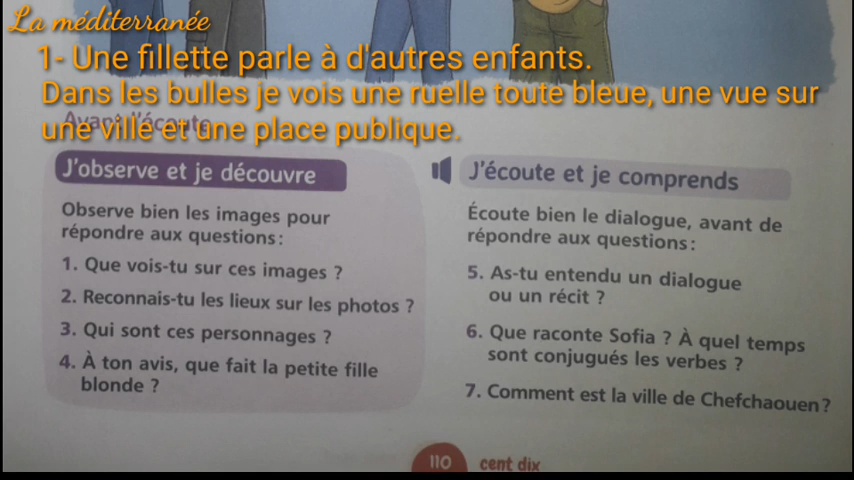 La méditerranée
1- Une fillette parle à d'autres enfants.
Dans les bulles je vois une ruelle toute bleue, une vue sur
une ville et une place publique.
Avant l'écoute
J'observe et je découvre
Observe bien les images pour
répondre aux questions :
1. Que vois-tu sur ces images ?
2. Reconnais-tu les lieux sur les photos ?
3. Qui sont ces personnages ?
4. À ton avis, que fait la petite fille
blonde ?
J'écoute et je comprends
Écoute bien le dialogue, avant de
répondre aux questions :
5. As-tu entendu un dialogue
ou un récit ?
6. Que raconte Sofia ? À quel temps
sont conjugués les verbes ?
7. Comment est la ville de Chefchaouen ?
110 cent dix